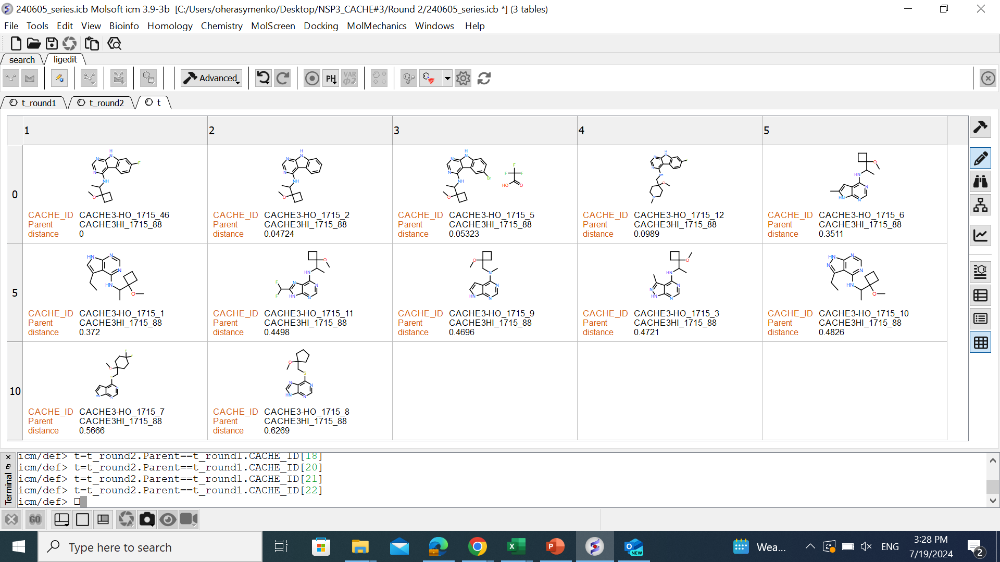 240605_series.icb Molsoft icm 3.9-3b [C:/Users/oherasymenko/Desktop/NSP3_CACHE#3/Round 2/240605_series.icb *] (3 tables)
File Tools Edit View Bioinfo Homology Chemistry MolScreen Docking MolMechanics Windows Help
search ligedit
Advanced PH VAR φ2
t_round1 t_round2 t
1 2 3 4 5
0
CACHE_ID CACHE3-HO_1715_46
Parent CACHE3HI_1715_88
distance 0
CACHE_ID CACHE3-HO_1715_2
Parent CACHE3HI_1715_88
distance 0.04724
CACHE_ID CACHE3-HO_1715_5
Parent CACHE3HI_1715_88
distance 0.05323
CACHE_ID CACHE3-HO_1715_12
Parent CACHE3HI_1715_88
distance 0.0989
CACHE_ID CACHE3-HO_1715_6
Parent CACHE3HI_1715_88
distance 0.3511
5
CACHE_ID CACHE3-HO_1715_1
Parent CACHE3HI_1715_88
distance 0.372
CACHE_ID CACHE3-HO_1715_11
Parent CACHE3HI_1715_88
distance 0.4498
CACHE_ID CACHE3-HO_1715_9
Parent CACHE3HI_1715_88
distance 0.4696
CACHE_ID CACHE3-HO_1715_3
Parent CACHE3HI_1715_88
distance 0.4721
CACHE_ID CACHE3-HO_1715_10
Parent CACHE3HI_1715_88
distance 0.4826
10
CACHE_ID CACHE3-HO_1715_7
Parent CACHE3HI_1715_88
distance 0.5666
CACHE_ID CACHE3-HO_1715_8
Parent CACHE3HI_1715_88
distance 0.6269
Terminal
icm/def> t=t_round2.Parent==t_round1.CACHE_ID[18]
icm/def> t=t_round2.Parent==t_round1.CACHE_ID[20]
icm/def> t=t_round2.Parent==t_round1.CACHE_ID[21]
icm/def> t=t_round2.Parent==t_round1.CACHE_ID[22]
icm/def>
GO
Type here to search
NEW
Wea...
ENG
3:28 PM
7/19/2024
2